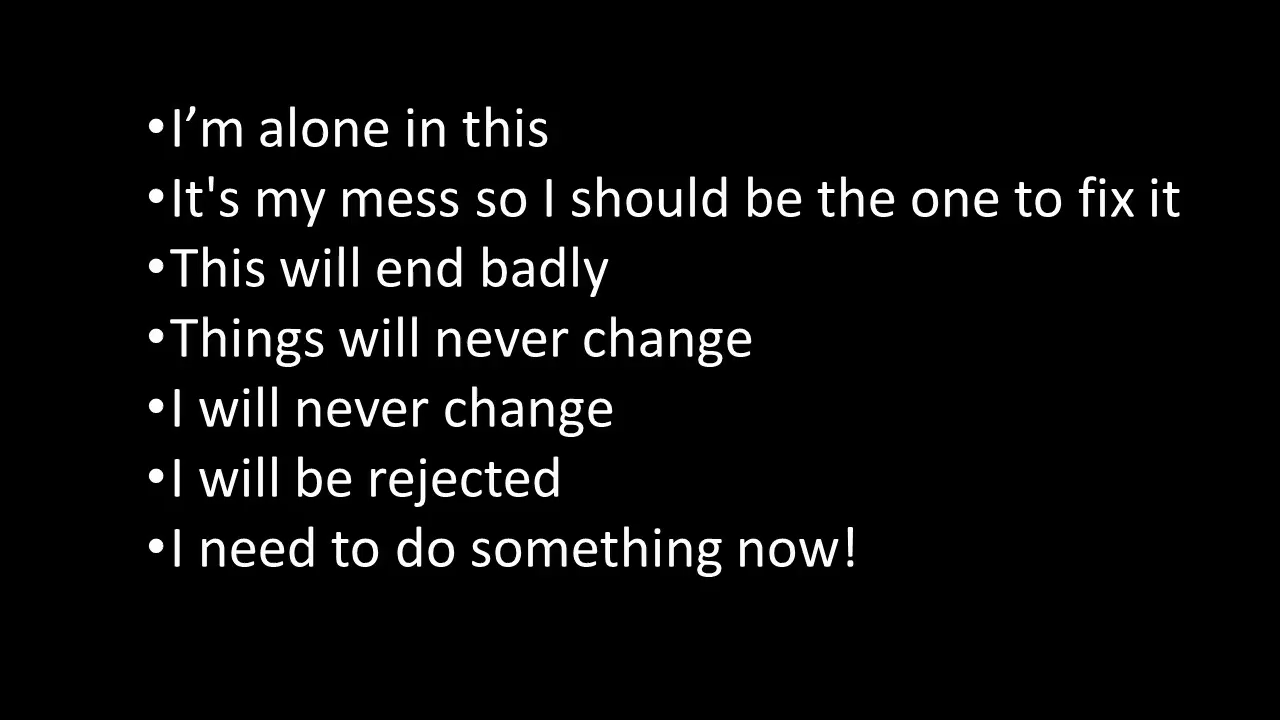 •I’m alone in this
•It's my mess so I should be the one to fix it
•This will end badly
•Things will never change
•I will never change
•I will be rejected
•I need to do something now!